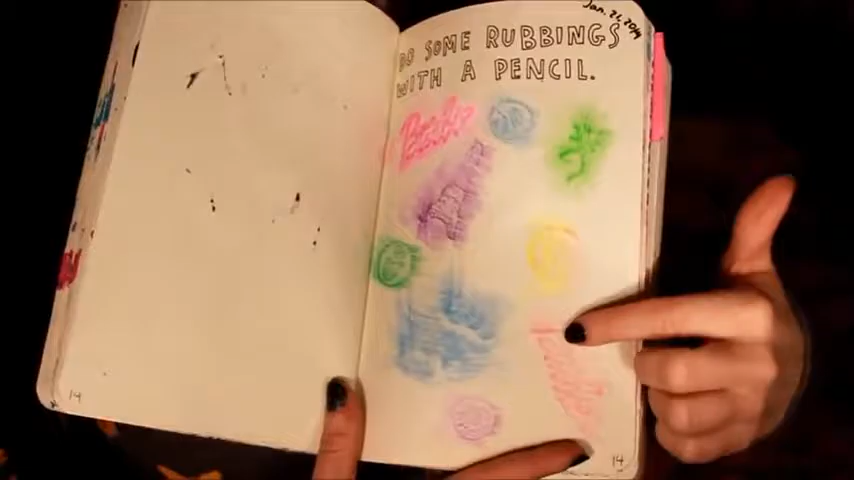 Jan. 21, 2014
DO SOME RUBBINGS
WITH A PENCIL.
14
14